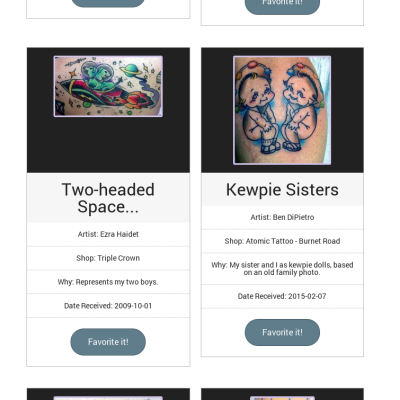 Favorite it!
Two-headed
Space...
Artist: Ezra Haidet
Shop: Triple Crown
Why: Represents my two boys.
Date Received: 2009-10-01
Favorite it!
Kewpie Sisters
Artist: Ben DiPietro
Shop: Atomic Tattoo - Burnet Road
Why: My sister and I as kewpie dolls, based
on an old family photo.
Date Received: 2015-02-07
Favorite it!